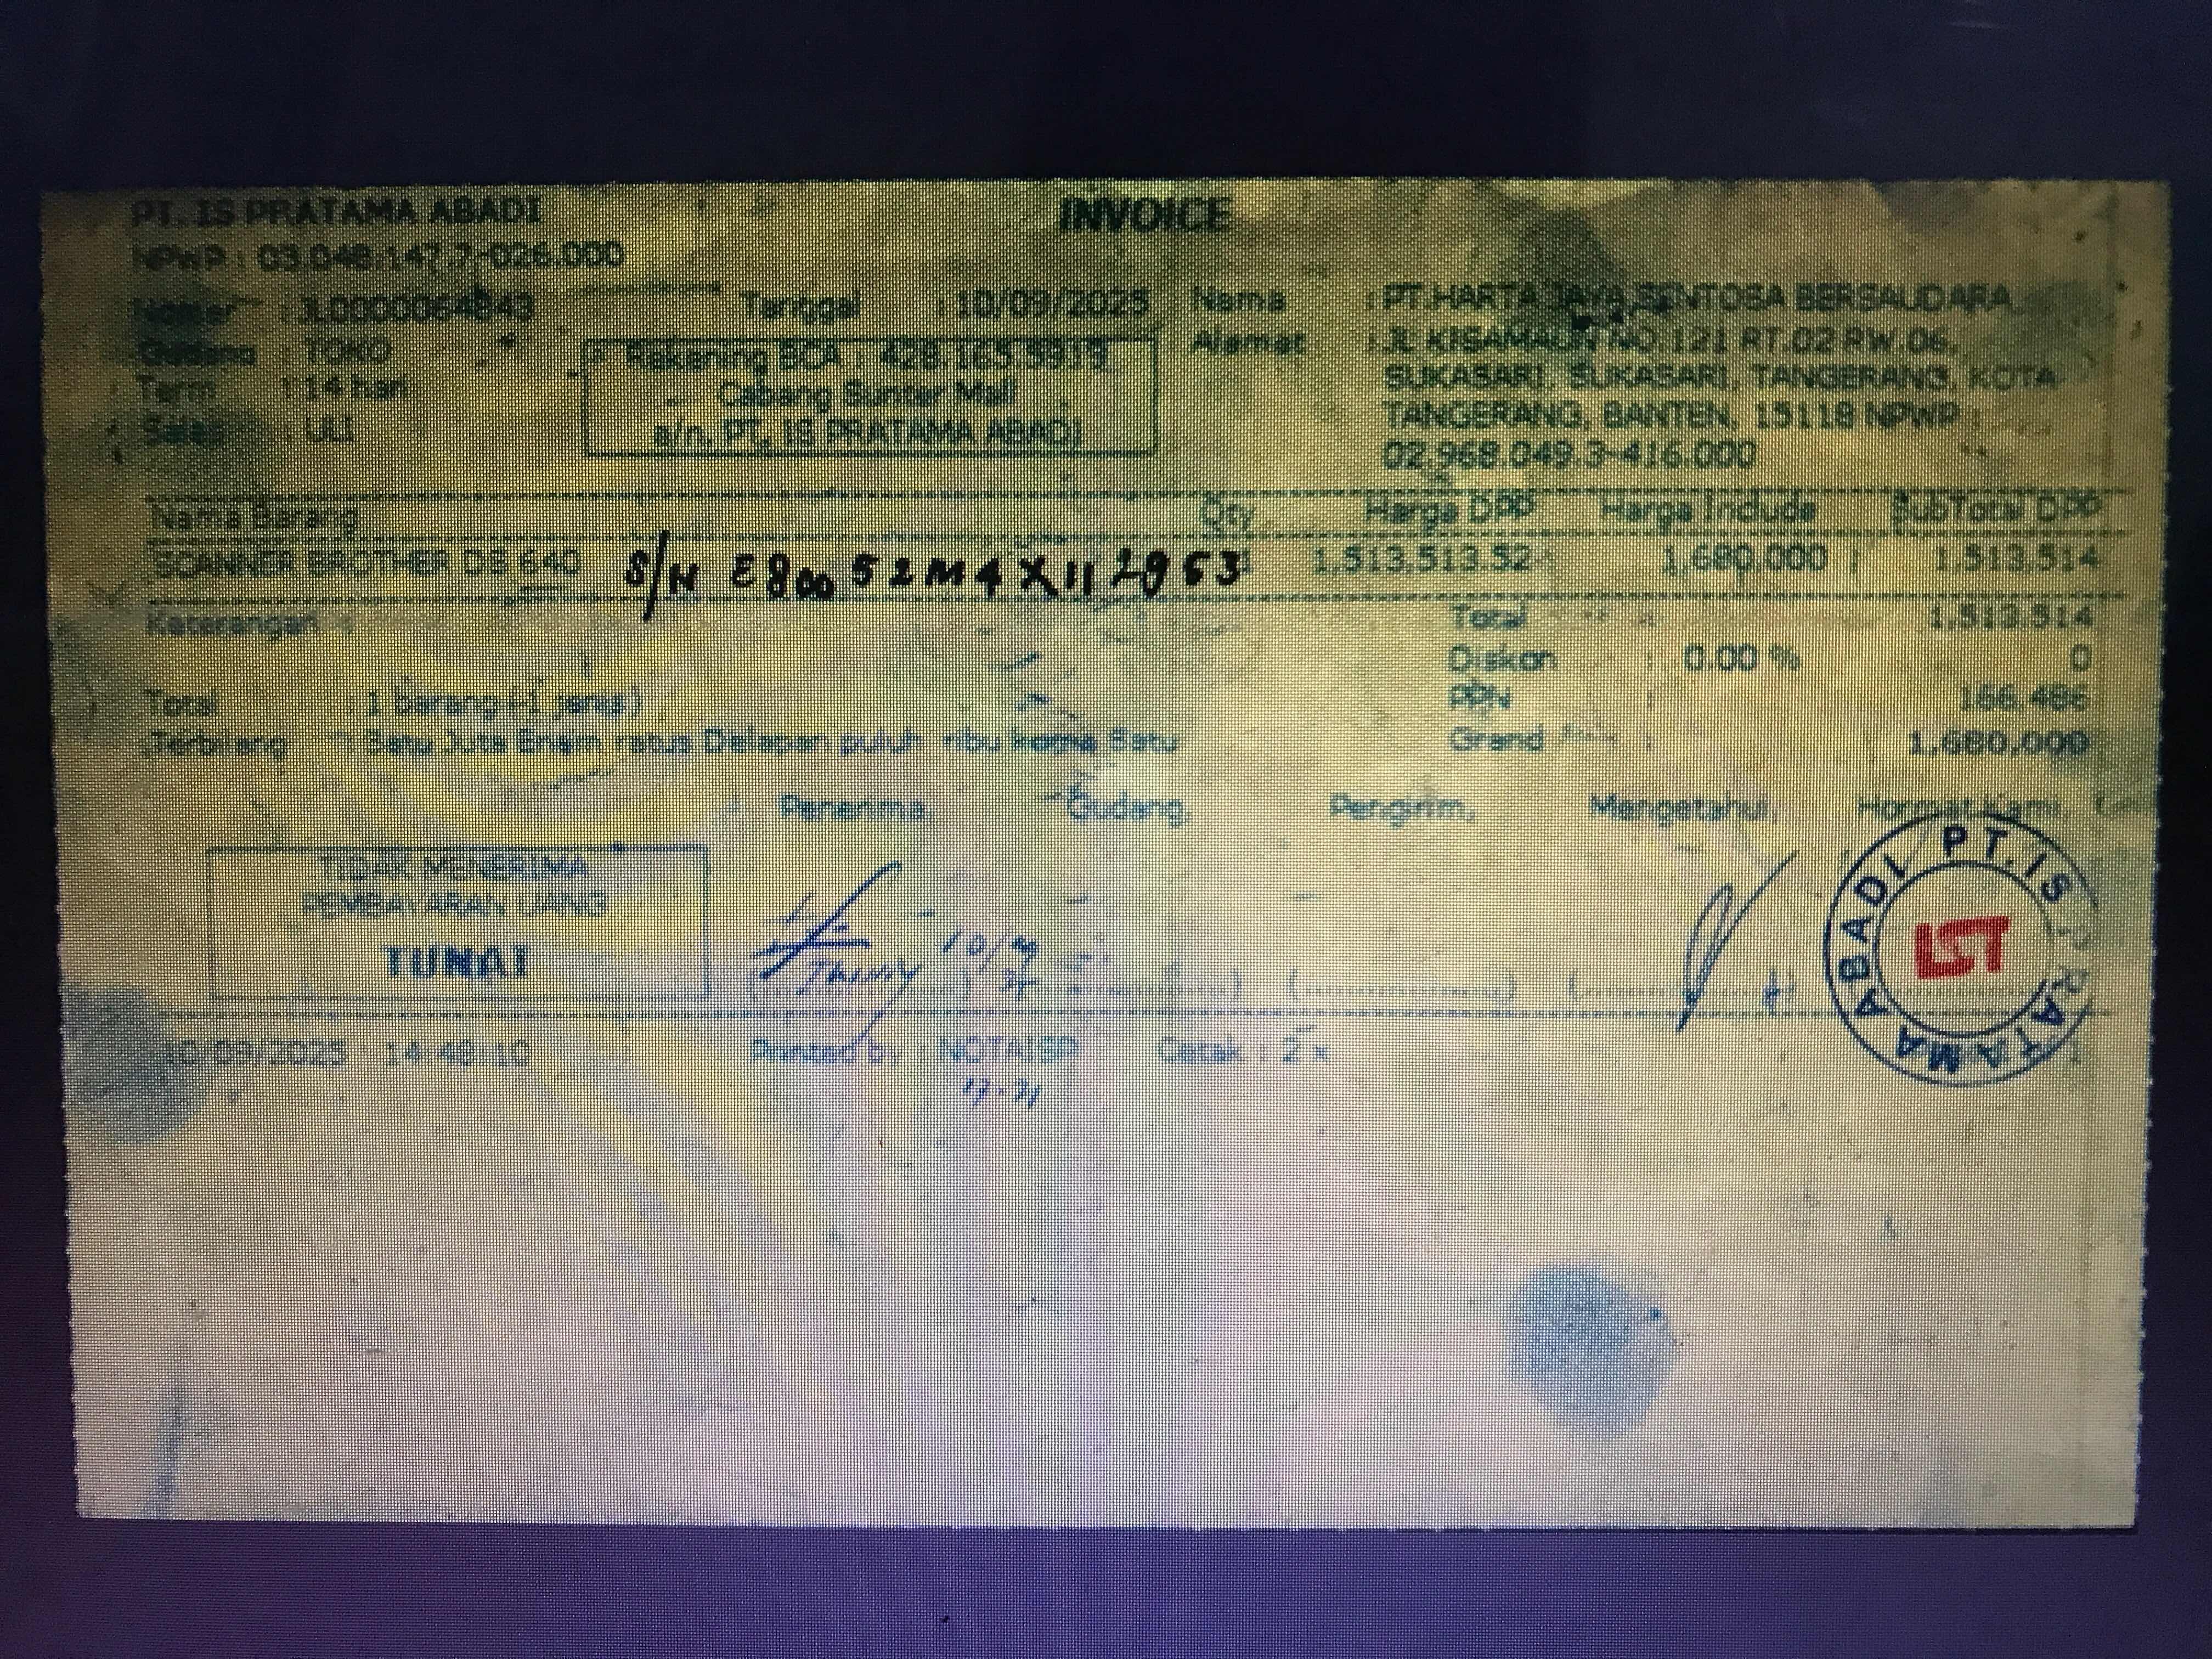 PT. IS PRATAMA ABADI
INVOICE
NPWP : 03.048.147.7-026.000
Nomor : JL0000064843
Tanggal : 10/09/2025
Nama : PT.HARTA JAYA SENTOSA BERSAUDARA
Gudang : TOKO
Rekening BCA : 428.165.9919
Cabang Sunter Mall
a/n. PT. IS PRATAMA ABADI
Alamat : JL KISAMAUN NO 121 RT.02 RW.06,
SUKASARI, SUKASARI, TANGERANG, KOTA
TANGERANG, BANTEN, 15118 NPWP :
02.968.049.3-416.000
Term : 14 hari
Sales : ULI
Nama Barang Qty Harga DPP Harga Include SubTotal DPP
SCANNER BROTHER DS 640 S/N 1,513,513.52 1,680,000 1,513,514
Keterangan :
Total : 1,513,514
Diskon : 0.00 % 0
Total : 1 barang (1 jenis)
PPN : 166,486
Terbilang : Satu Juta Enam ratus Delapan puluh ribu koma Satu
Grand : 1,680,000
Penerima, Gudang, Pengirim, Mengetahui, Hormat Kami,
TIDAK MENERIMA
PEMBAYARAN UANG
TUNAI
PT. IS PRATAMA ABADI
IST
10/09/2025 14:48:10 Printed by : NOTAISP Cetak : 2 x